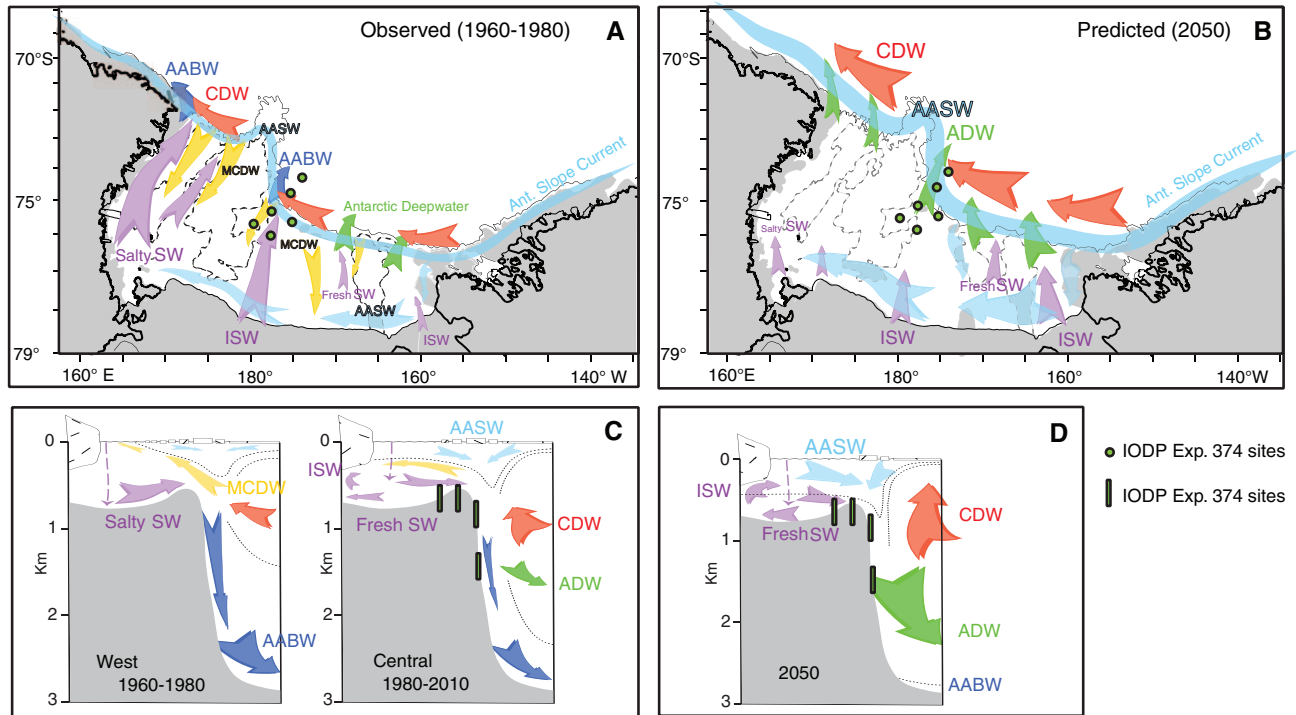 Observed (1960-1980)
A
70°S
75°
79°
160° E
180°
160°
140° W
AABW
CDW
AASW
MCDW
AABW
Antarctic Deepwater
Ant. Slope Current
Salty SW
MCDW
Fresh SW
AASW
ISW
ISW
Predicted (2050)
B
70°S
75°
79°
160°E
180°
160°
140° W
CDW
AASW
ADW
Ant. Slope Current
Salty SW
Fresh SW
ISW
ISW
C
0
1
2
3
Km
MCDW
Salty SW
AABW
West
1960-1980
0
1
2
3
Km
AASW
ISW
Fresh SW
CDW
ADW
Central
1980-2010
D
0
1
2
3
Km
AASW
ISW
Fresh SW
CDW
ADW
AABW
2050
IODP Exp. 374 sites
IODP Exp. 374 sites